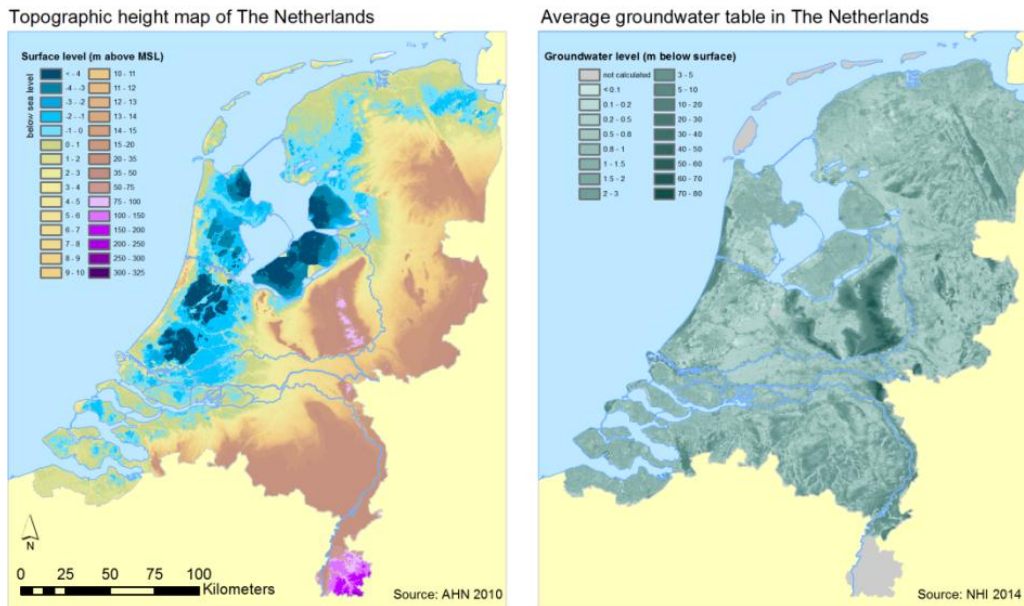 Topographic height map of The Netherlands
Surface level (m above MSL)
below sea level
< - 4
-4 - -3
-3 - -2
-2 - -1
-1 - 0
0 - 1
1 - 2
2 - 3
3 - 4
4 - 5
5 - 6
6 - 7
7 - 8
8 - 9
9 - 10
10 - 11
11 - 12
12 - 13
13 - 14
14 - 15
15 - 20
20 - 35
35 - 50
50 - 75
75 - 100
100 - 150
150 - 200
200 - 250
250 - 300
300 - 325
N
0 25 50 75 100
Kilometers
Source: AHN 2010
Average groundwater table in The Netherlands
Groundwater level (m below surface)
not calculated
< 0.1
0.1 - 0.2
0.2 - 0.5
0.5 - 0.8
0.8 - 1
1 - 1.5
1.5 - 2
2 - 3
3 - 5
5 - 10
10 - 20
20 - 30
30 - 40
40 - 50
50 - 60
60 - 70
70 - 80
Source: NHI 2014